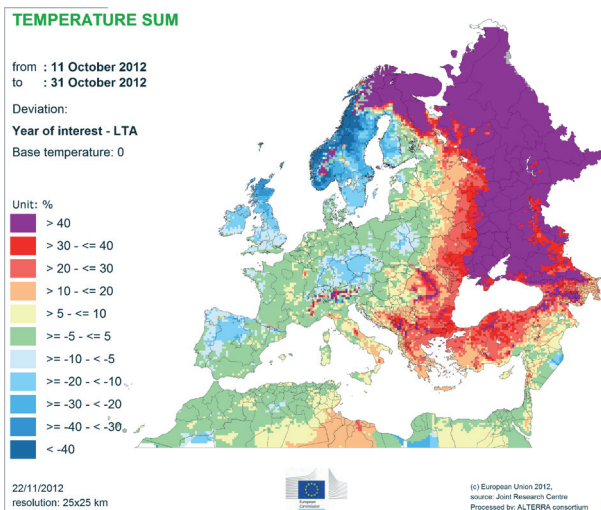 TEMPERATURE SUM
from : 11 October 2012
to : 31 October 2012
Deviation:
Year of interest - LTA
Base temperature: 0
Unit: %
> 40
> 30 - <= 40
> 20 - <= 30
> 10 - <= 20
> 5 - <= 10
>= -5 - <= 5
>= -10 - < -5
>= -20 - < -10
>= -30 - < -20
>= -40 - < -30
< -40
22/11/2012
resolution: 25x25 km
European
Commission
(c) European Union 2012,
source: Joint Research Centre
Processed by: ALTERRA consortium